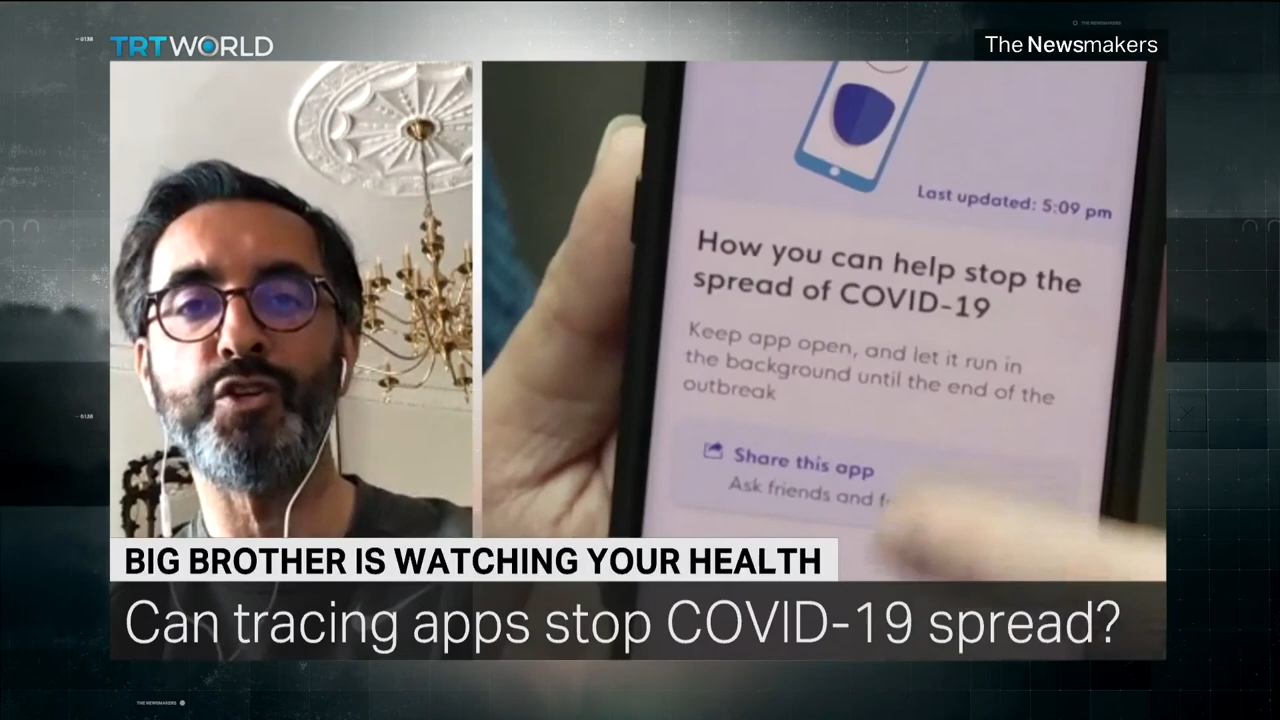 TRT WORLD
The Newsmakers
Last updated: 5:09 pm
How you can help stop the
spread of COVID-19
Keep app open, and let it run in
the background until the end of the
outbreak
Share this app
Ask friends and
BIG BROTHER IS WATCHING YOUR HEALTH
Can tracing apps stop COVID-19 spread?
THE NEWSMAKERS